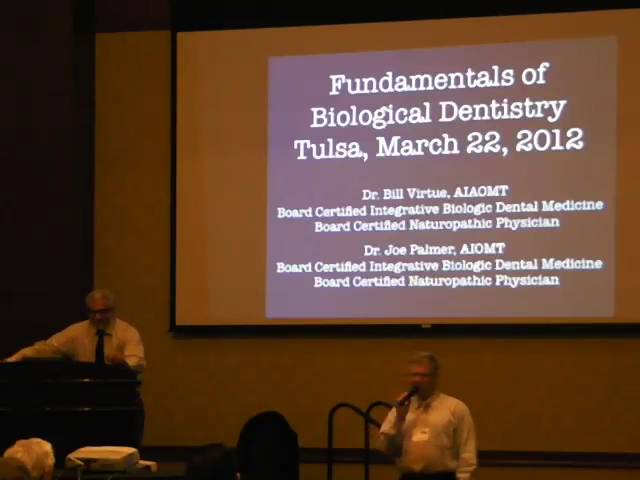 Fundamentals of
Biological Dentistry
Tulsa, March 22, 2012
Dr. Bill Virtue, AIAOMT
Board Certified Integrative Biologic Dental Medicine
Board Certified Naturopathic Physician
Dr. Joe Palmer, AIOMT
Board Certified Integrative Biologic Dental Medicine
Board Certified Naturopathic Physician